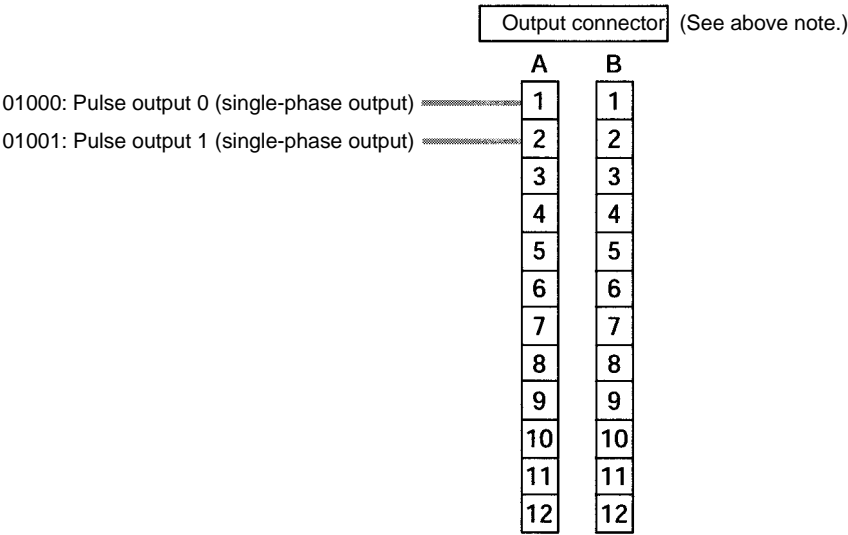 Output connector (See above note.)
A B
01000: Pulse output 0 (single-phase output) 1 1
01001: Pulse output 1 (single-phase output) 2 2
3 3
4 4
5 5
6 6
7 7
8 8
9 9
10 10
11 11
12 12